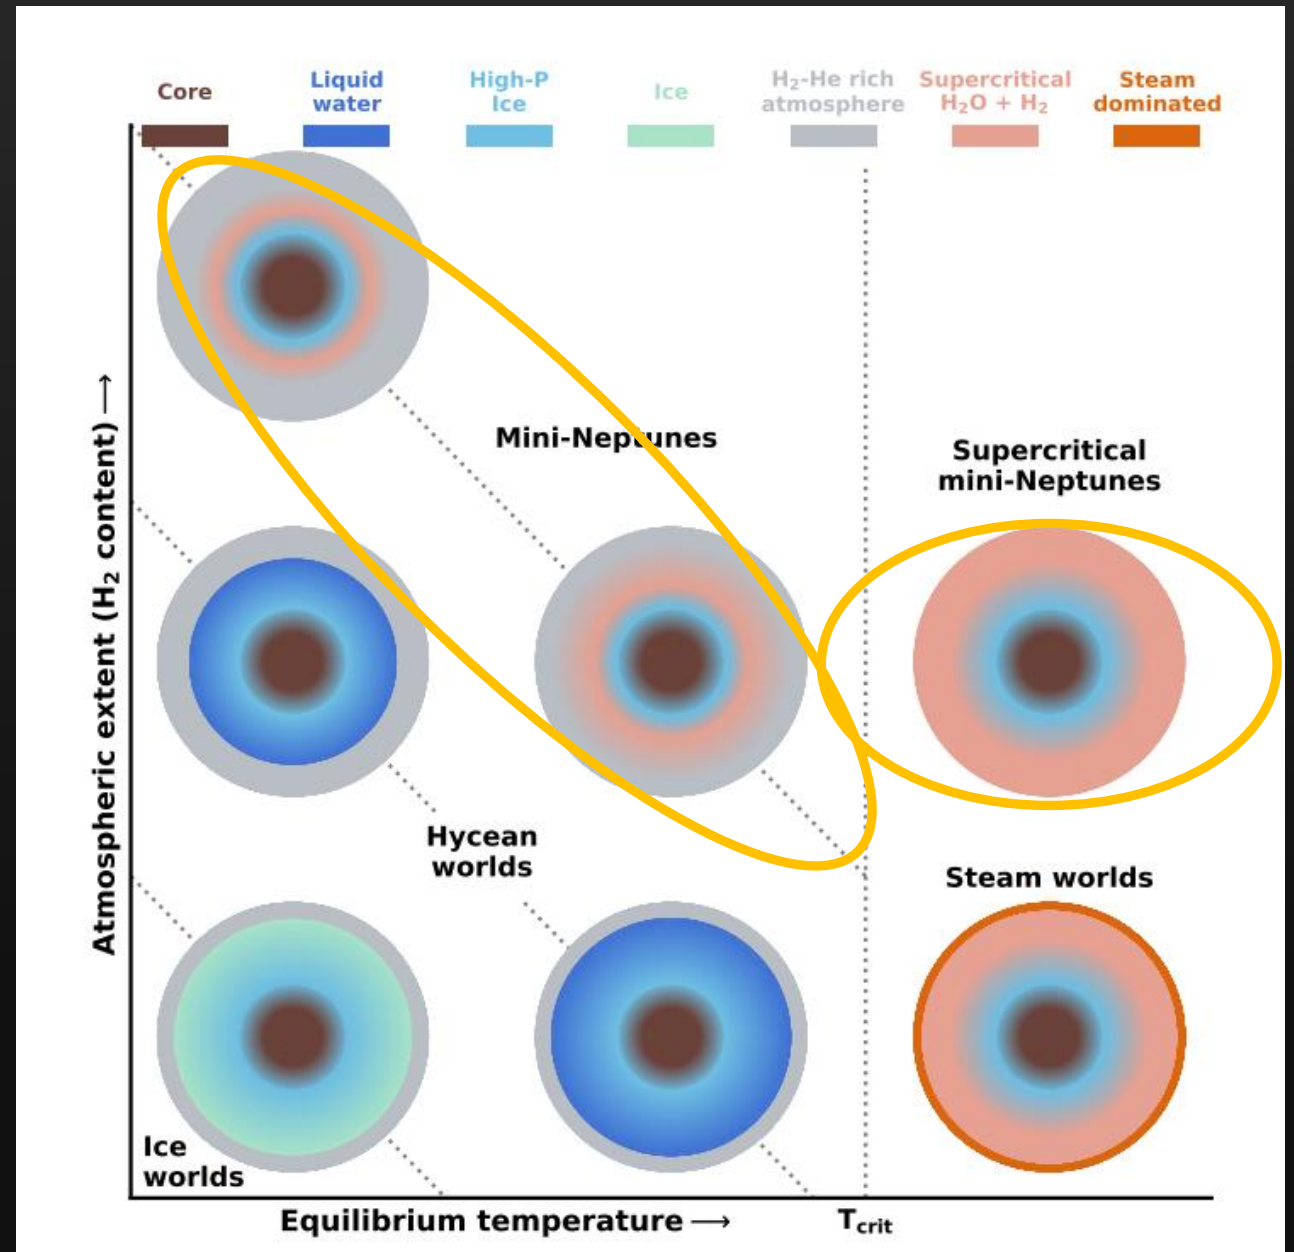 Core
Liquid
water
High-P
Ice
Ice
H₂-He rich
atmosphere
Supercritical
H₂O + H₂
Steam
dominated
Mini-Neptunes
Supercritical
mini-Neptunes
Atmospheric extent (H₂ content) ⟶
Hycean
worlds
Steam worlds
Ice
worlds
Equilibrium temperature ⟶
T_crit